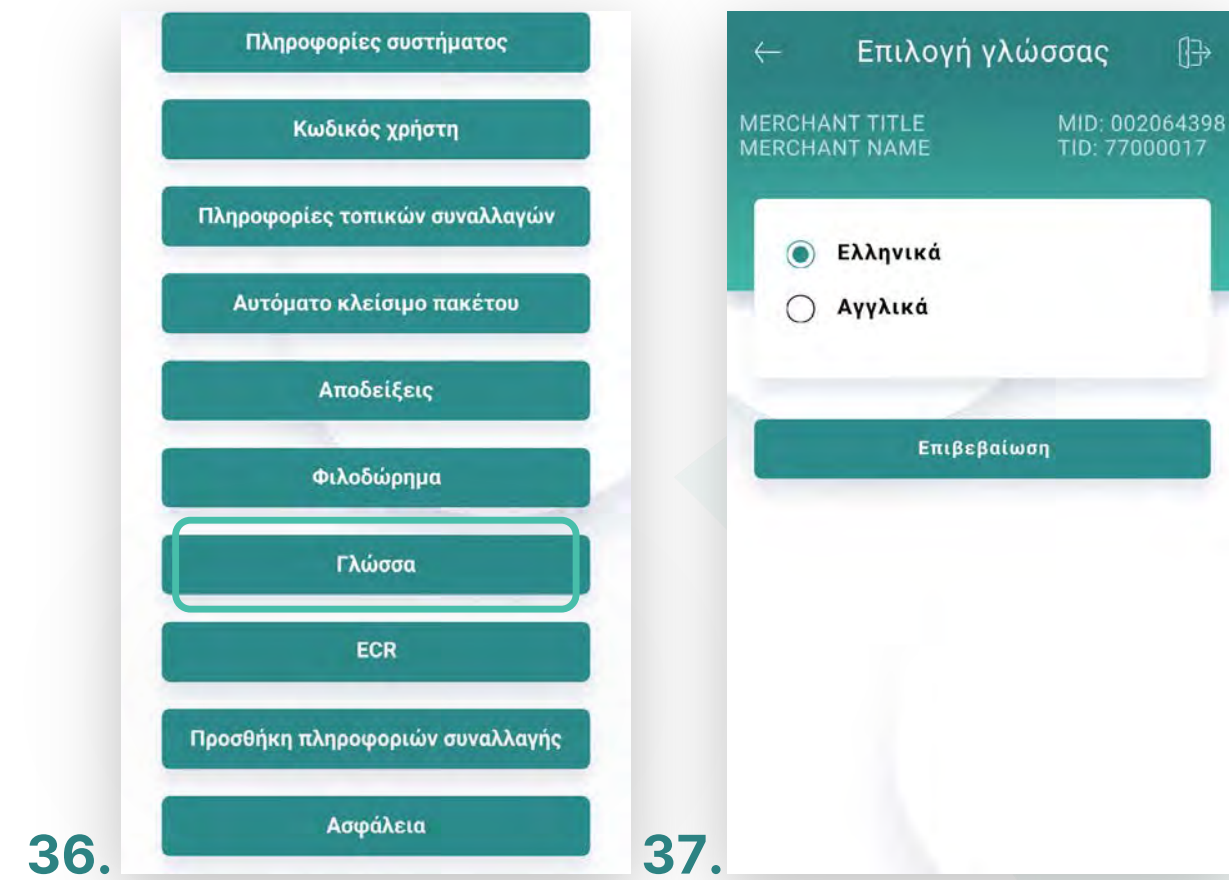 Πληροφορίες συστήματος
Κωδικός χρήστη
Πληροφορίες τοπικών συναλλαγών
Αυτόματο κλείσιμο πακέτου
Αποδείξεις
Φιλοδώρημα
Γλώσσα
ECR
Προσθήκη πληροφοριών συναλλαγής
Ασφάλεια
36.
Επιλογή γλώσσας
MERCHANT TITLE MID: 002064398
MERCHANT NAME TID: 77000017
Ελληνικά
Αγγλικά
Επιβεβαίωση
37.